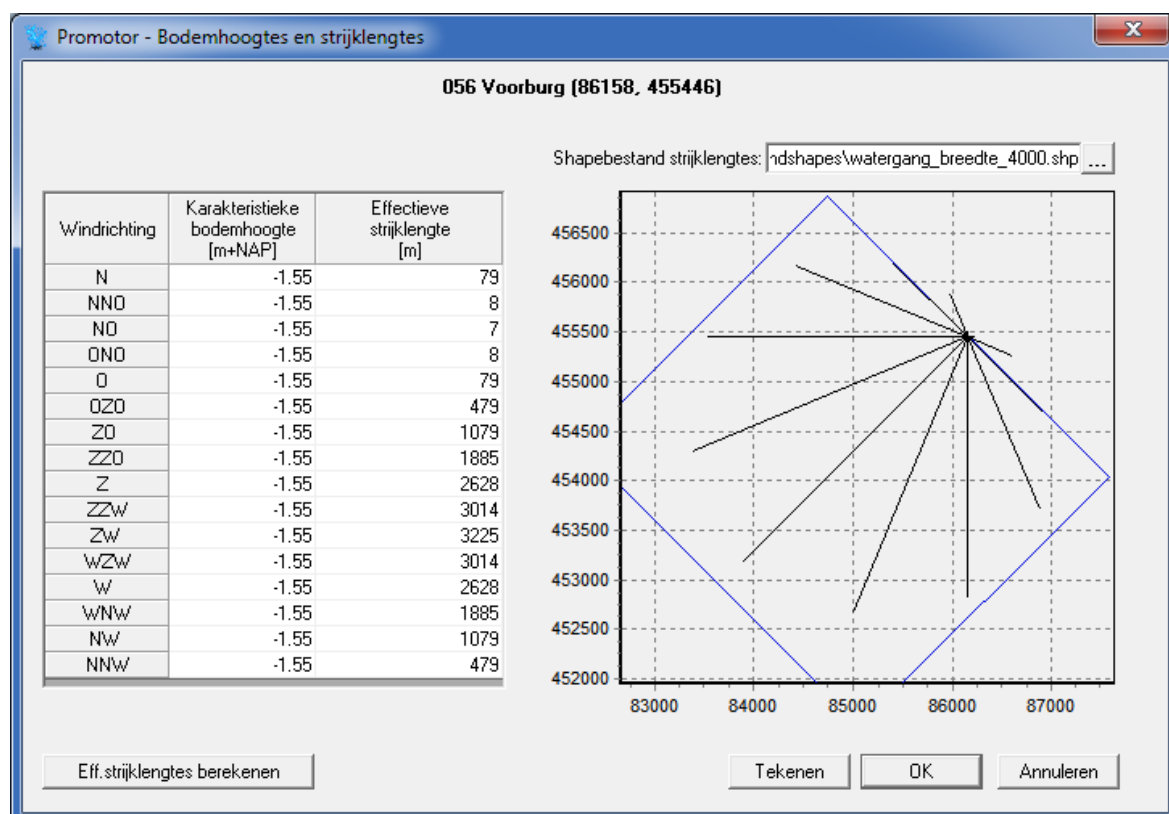 Promotor - Bodemhoogtes en strijklengtes
056 Voorburg (86158, 455446)
Shapebestand strijklengtes: ndshapes\watergang_breedte_4000.shp ...
Windrichting Karakteristieke bodemhoogte [m+NAP] Effectieve strijklengte [m]
N -1.55 79
NNO -1.55 8
NO -1.55 7
ONO -1.55 8
O -1.55 79
OZO -1.55 479
ZO -1.55 1079
ZZO -1.55 1885
Z -1.55 2628
ZZW -1.55 3014
ZW -1.55 3225
WZW -1.55 3014
W -1.55 2628
WNW -1.55 1885
NW -1.55 1079
NNW -1.55 479
456500
456000
455500
455000
454500
454000
453500
453000
452500
452000
83000 84000 85000 86000 87000
Eff.strijklengtes berekenen Tekenen OK Annuleren